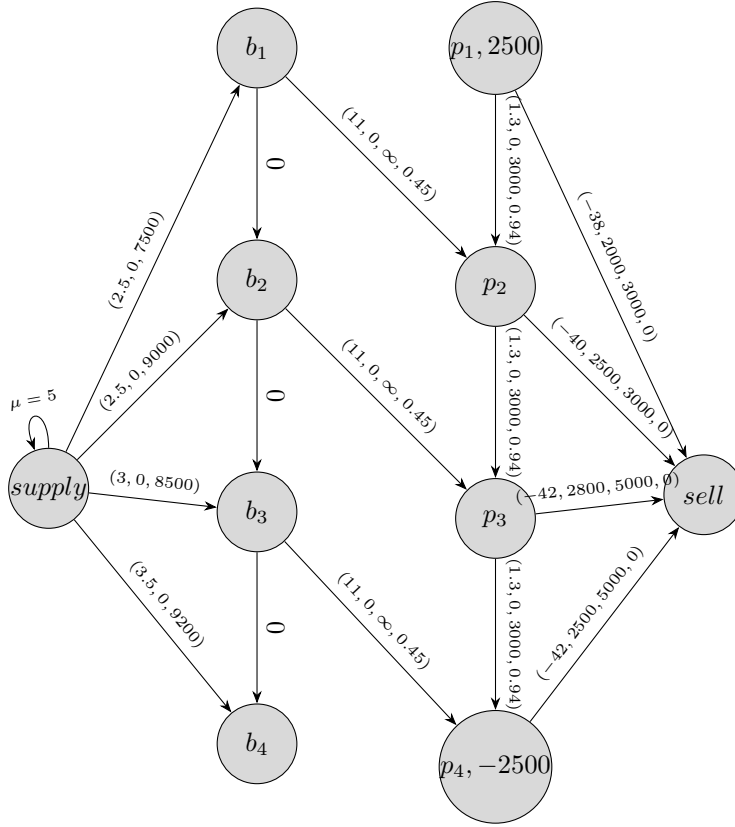 b₁
p₁, 2500
(11, 0, ∞, 0.45)
(1.3, 0, 3000, 0.94)
0
(−38, 2000, 3000, 0)
(2.5, 0, 7500)
b₂
p₂
(2.5, 0, 9000)
(11, 0, ∞, 0.45)
(1.3, 0, 3000, 0.94)
(−40, 2500, 3000, 0)
0
μ = 5
supply
(3, 0, 8500)
b₃
p₃
(−42, 2800, 5000, 0)
sell
(3.5, 0, 9200)
0
(11, 0, ∞, 0.45)
(1.3, 0, 3000, 0.94)
(−42, 2500, 5000, 0)
b₄
p₄, −2500